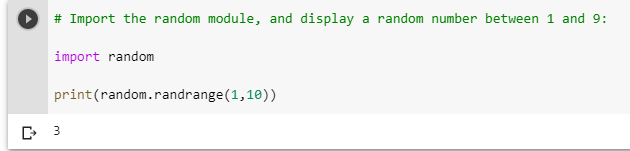 # Import the random module, and display a random number between 1 and 9:
import random
print(random.randrange(1,10))
3